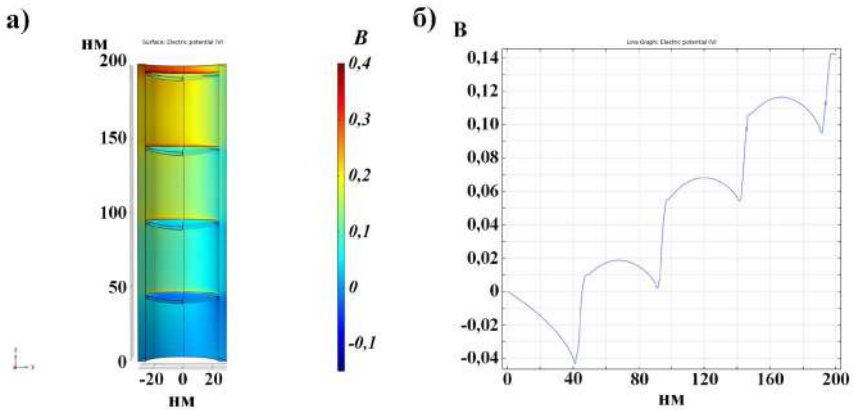 а)
Surface: Electric potential (V)
нм
200
150
100
50
0
-20 0 20
нм
В
0,4
0,3
0,2
0,1
0
-0,1
б)
В
Line Graph: Electric potential (V)
0,14
0,12
0,10
0,08
0,06
0,04
0,02
0
-0,02
-0,04
0 40 80 120 160 200
нм